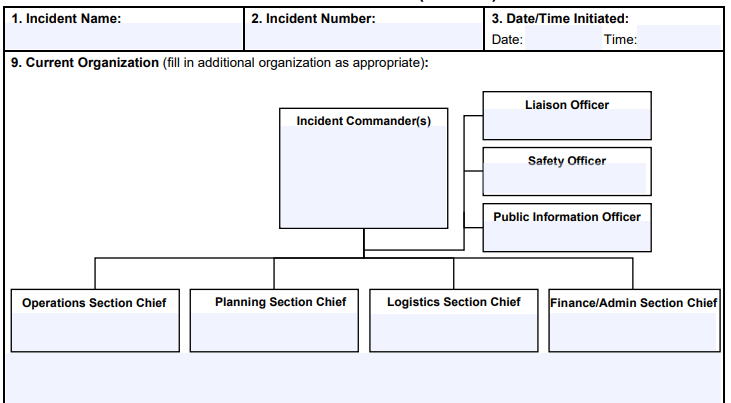 1. Incident Name:
2. Incident Number:
3. Date/Time Initiated:
Date: Time:
9. Current Organization (fill in additional organization as appropriate):
Liaison Officer
Incident Commander(s)
Safety Officer
Public Information Officer
Operations Section Chief
Planning Section Chief
Logistics Section Chief
Finance/Admin Section Chief